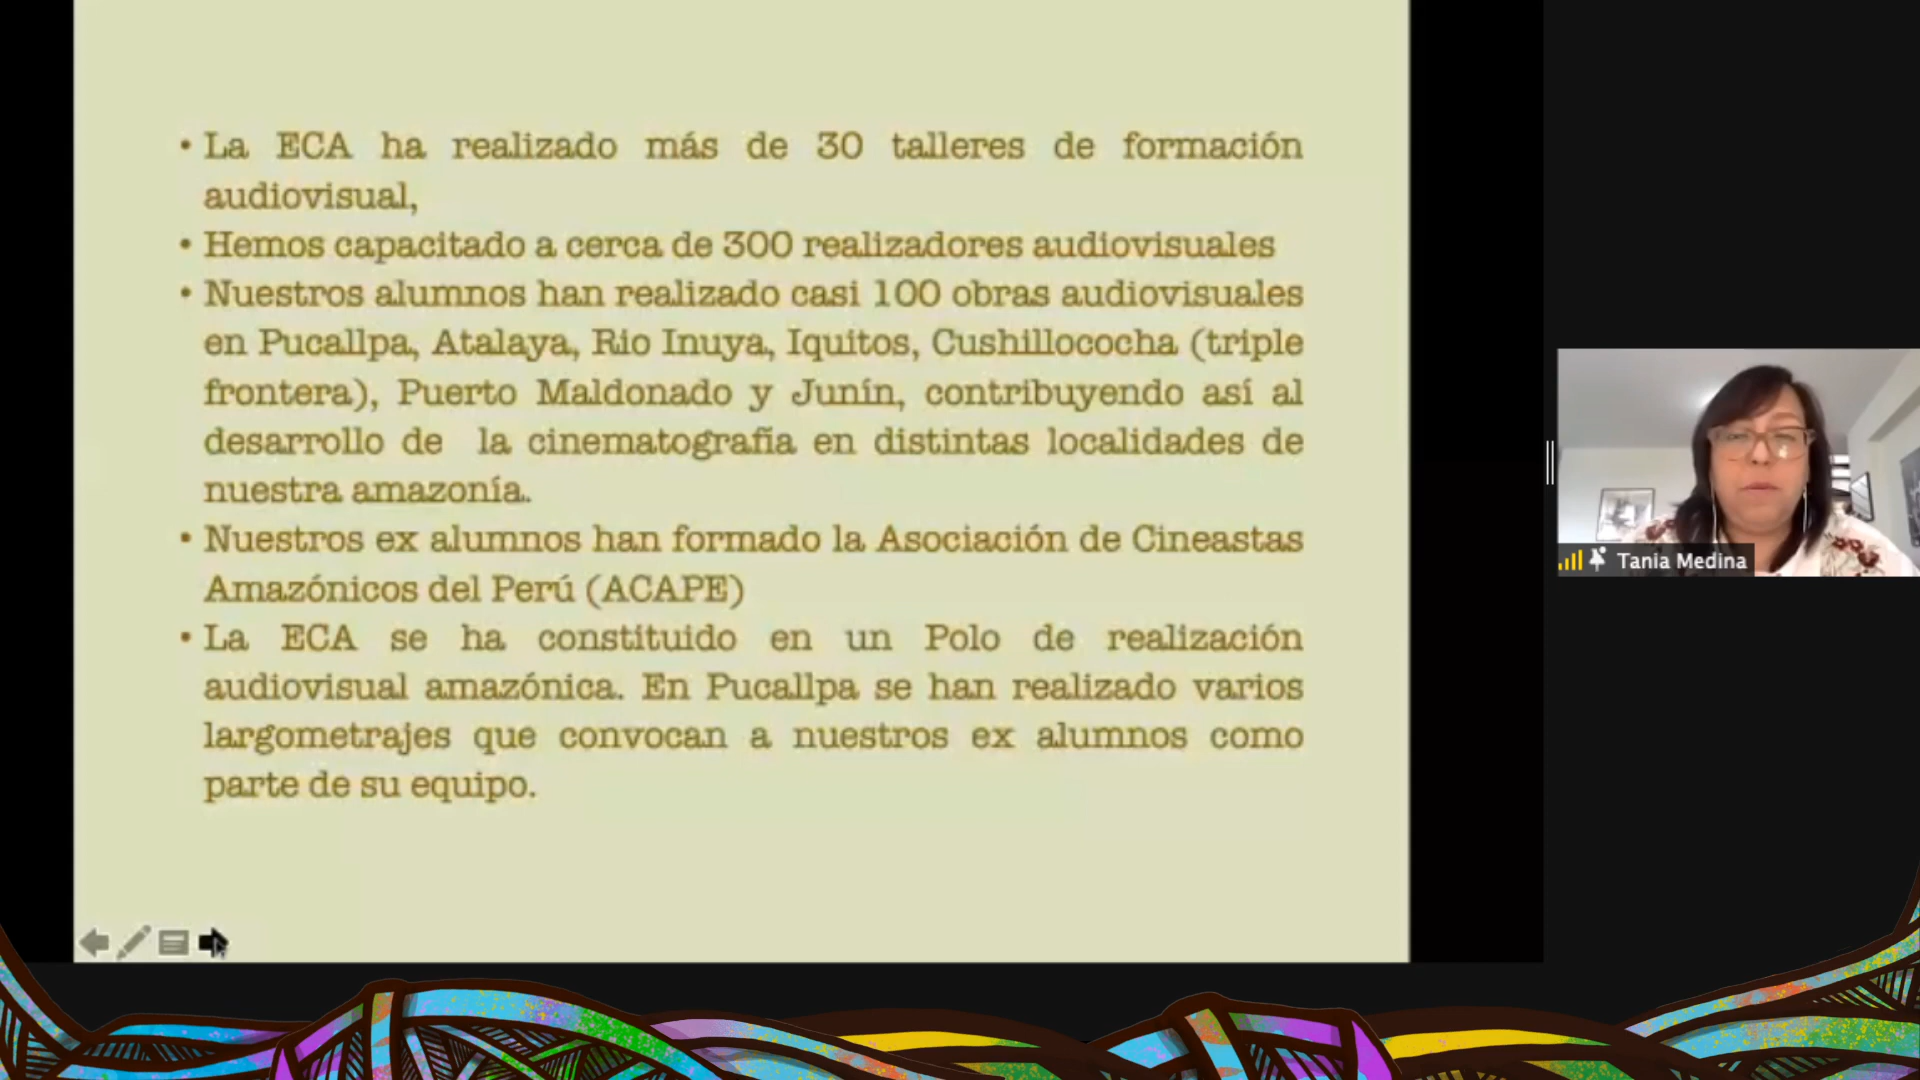 • La ECA ha realizado más de 30 talleres de formación
audiovisual,
• Hemos capacitado a cerca de 300 realizadores audiovisuales
• Nuestros alumnos han realizado casi 100 obras audiovisuales
en Pucallpa, Atalaya, Rio Inuya, Iquitos, Cushillococha (triple
frontera), Puerto Maldonado y Junín, contribuyendo así al
desarrollo de la cinematografía en distintas localidades de
nuestra amazonía.
• Nuestros ex alumnos han formado la Asociación de Cineastas
Amazónicos del Perú (ACAPE)
• La ECA se ha constituido en un Polo de realización
audiovisual amazónica. En Pucallpa se han realizado varios
largometrajes que convocan a nuestros ex alumnos como
parte de su equipo.
Tania Medina